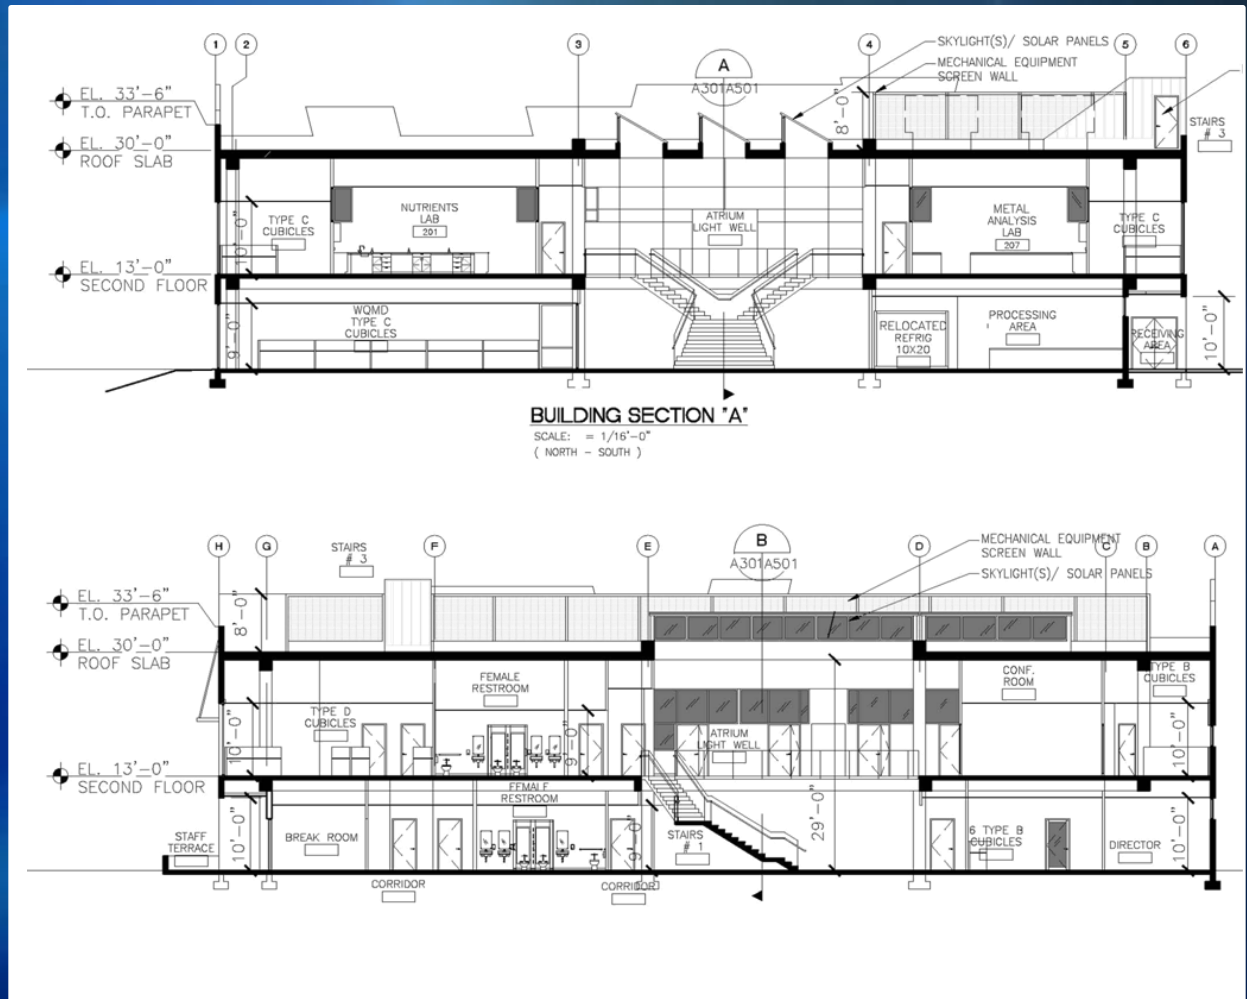 1
2
3
4
5
6
A
A301A501
SKYLIGHT(S)/ SOLAR PANELS
MECHANICAL EQUIPMENT
SCREEN WALL
EL. 33'-6"
T.O. PARAPET
8'-0"
STAIRS
# 3
EL. 30'-0"
ROOF SLAB
TYPE C
CUBICLES
10'-0"
NUTRIENTS
LAB
201
ATRIUM
LIGHT WELL
METAL
ANALYSIS
LAB
207
TYPE C
CUBICLES
EL. 13'-0"
SECOND FLOOR
9'-0"
WQMD
TYPE C
CUBICLES
RELOCATED
REFRIG
10X20
PROCESSING
AREA
RECEIVING
AREA
10'-0"
BUILDING SECTION "A"
SCALE: = 1/16"-0"
( NORTH - SOUTH )
H
G
STAIRS
# 3
F
E
B
A301A501
D
MECHANICAL EQUIPMENT
SCREEN WALL
C
B
A
SKYLIGHT(S)/ SOLAR PANELS
EL. 33'-6"
T.O. PARAPET
8'-0"
EL. 30'-0"
ROOF SLAB
TYPE D
CUBICLES
10'-0"
FEMALE
RESTROOM
9'-0"
ATRIUM
LIGHT WELL
CONF.
ROOM
TYPE B
CUBICLES
10'-0"
EL. 13'-0"
SECOND FLOOR
STAFF
TERRACE
10'-0"
BREAK ROOM
CORRIDOR
FEMALE
RESTROOM
CORRIDOR
9'-0"
STAIRS
# 1
29'-0"
6 TYPE B
CUBICLES
DIRECTOR
10'-0"